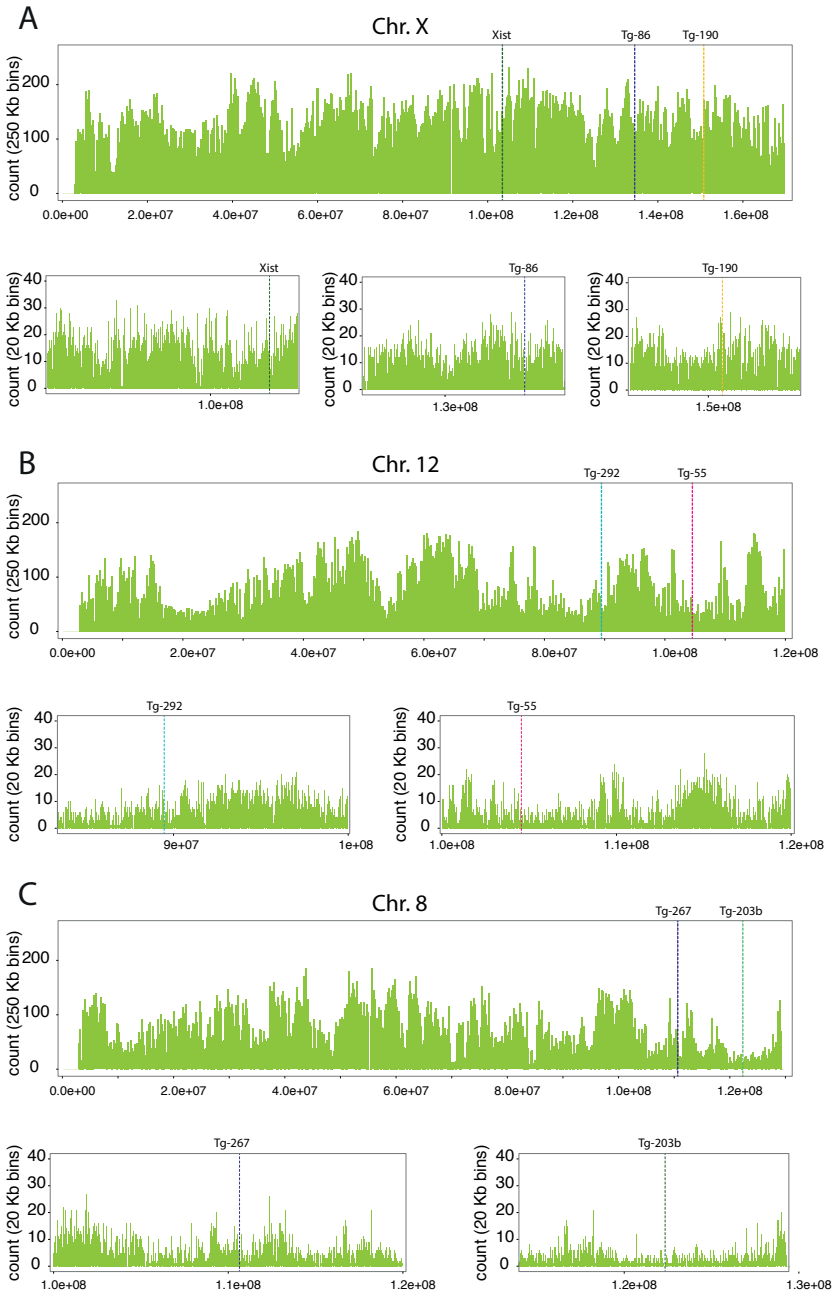 A
Chr. X
Xist Tg-86 Tg-190
count (250 Kb bins)
200
100
0
0.0e+00 2.0e+07 4.0e+07 6.0e+07 8.0e+07 1.0e+08 1.2e+08 1.4e+08 1.6e+08
Xist
count (20 Kb bins)
40
30
20
10
0
1.0e+08
Tg-86
count (20 Kb bins)
40
30
20
10
0
1.3e+08
Tg-190
count (20 Kb bins)
40
30
20
10
0
1.5e+08
B
Chr. 12
Tg-292 Tg-55
count (250 Kb bins)
200
100
0
0.0e+00 2.0e+07 4.0e+07 6.0e+07 8.0e+07 1.0e+08 1.2e+08
Tg-292
count (20 Kb bins)
40
30
20
10
0
9e+07 1e+08
Tg-55
count (20 Kb bins)
40
30
20
10
0
1.0e+08 1.1e+08 1.2e+08
C
Chr. 8
Tg-267 Tg-203b
count (250 Kb bins)
200
100
0
0.0e+00 2.0e+07 4.0e+07 6.0e+07 8.0e+07 1.0e+08 1.2e+08
Tg-267
count (20 Kb bins)
40
30
20
10
0
1.0e+08 1.1e+08 1.2e+08
Tg-203b
count (20 Kb bins)
40
30
20
10
0
1.2e+08 1.3e+08